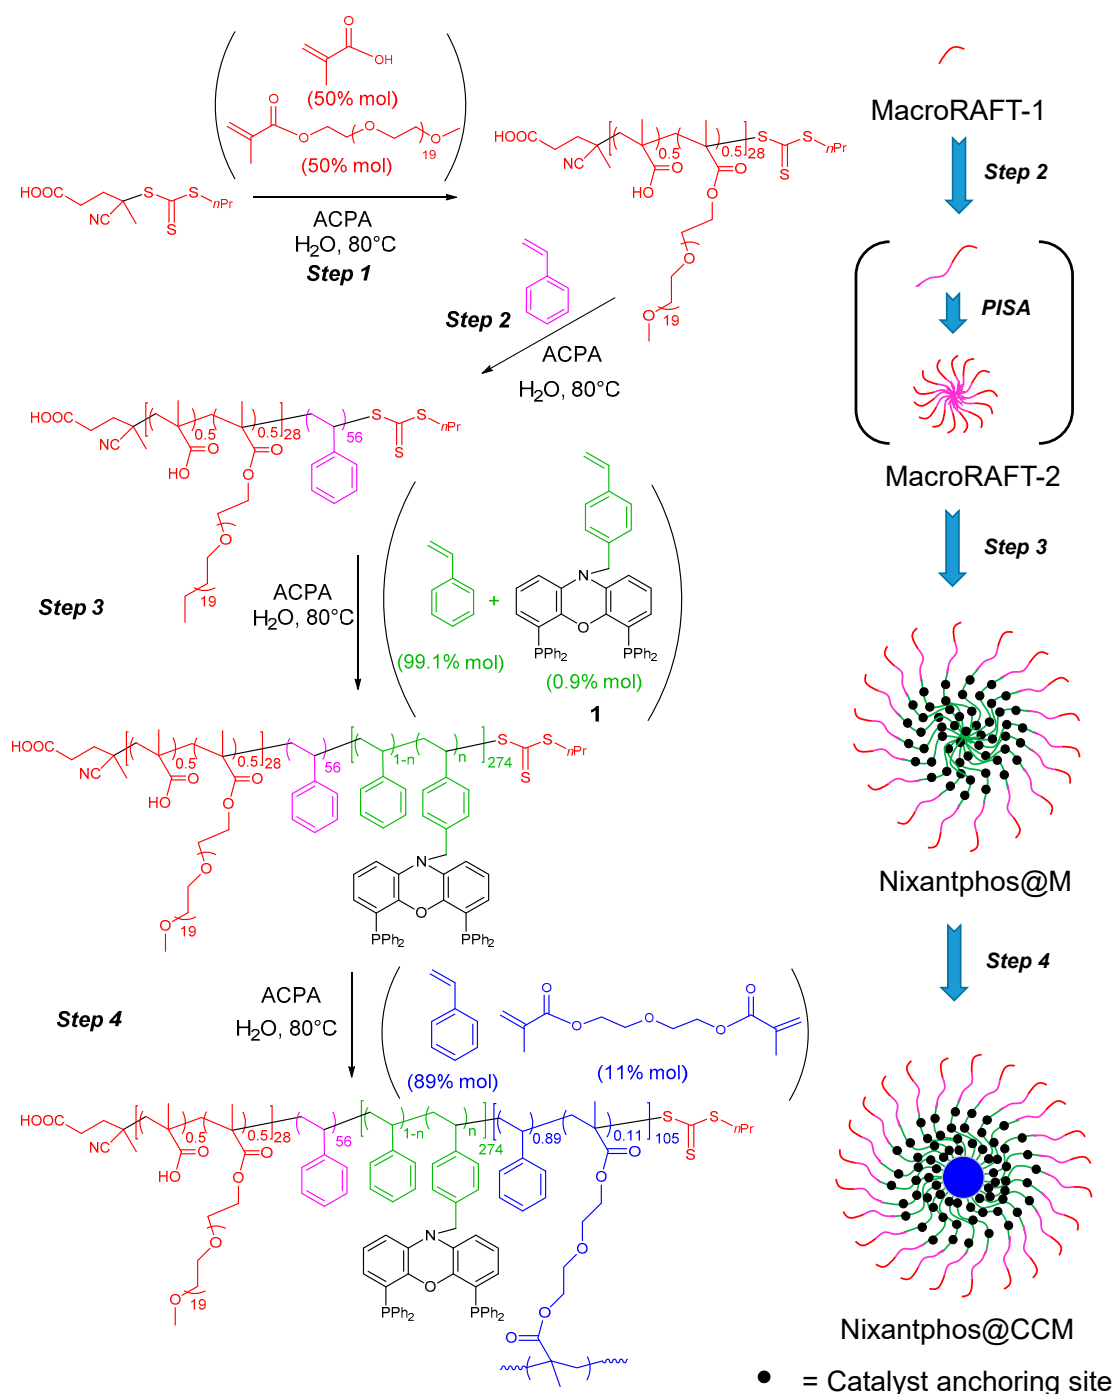 O
OH
(50% mol)
O
O
O
O
19
(50% mol)
HOOC
NC
S
S
nPr
S
ACPA
H₂O, 80°C
Step 1
HOOC
NC
0.5
0.5
28
S
S
nPr
S
O
HO
O
O
O
O
19
MacroRAFT-1
Step 2
PISA
MacroRAFT-2
Step 2
ACPA
H₂O, 80°C
HOOC
NC
0.5
0.5
28
56
S
S
nPr
S
O
HO
O
O
O
19
Step 3
ACPA
H₂O, 80°C
+
N
O
PPh₂
PPh₂
(99.1% mol)
(0.9% mol)
1
Step 3
HOOC
NC
0.5
0.5
28
56
1-n
n
274
S
S
nPr
S
O
HO
O
O
O
O
19
N
O
PPh₂
PPh₂
Nixantphos@M
Step 4
ACPA
H₂O, 80°C
(89% mol)
O
O
O
O
O
(11% mol)
Step 4
HOOC
NC
0.5
0.5
28
56
1-n
n
274
0.89
0.11
105
S
S
nPr
S
O
HO
O
O
O
O
19
N
O
PPh₂
PPh₂
O
O
O
O
O
Nixantphos@CCM
= Catalyst anchoring site